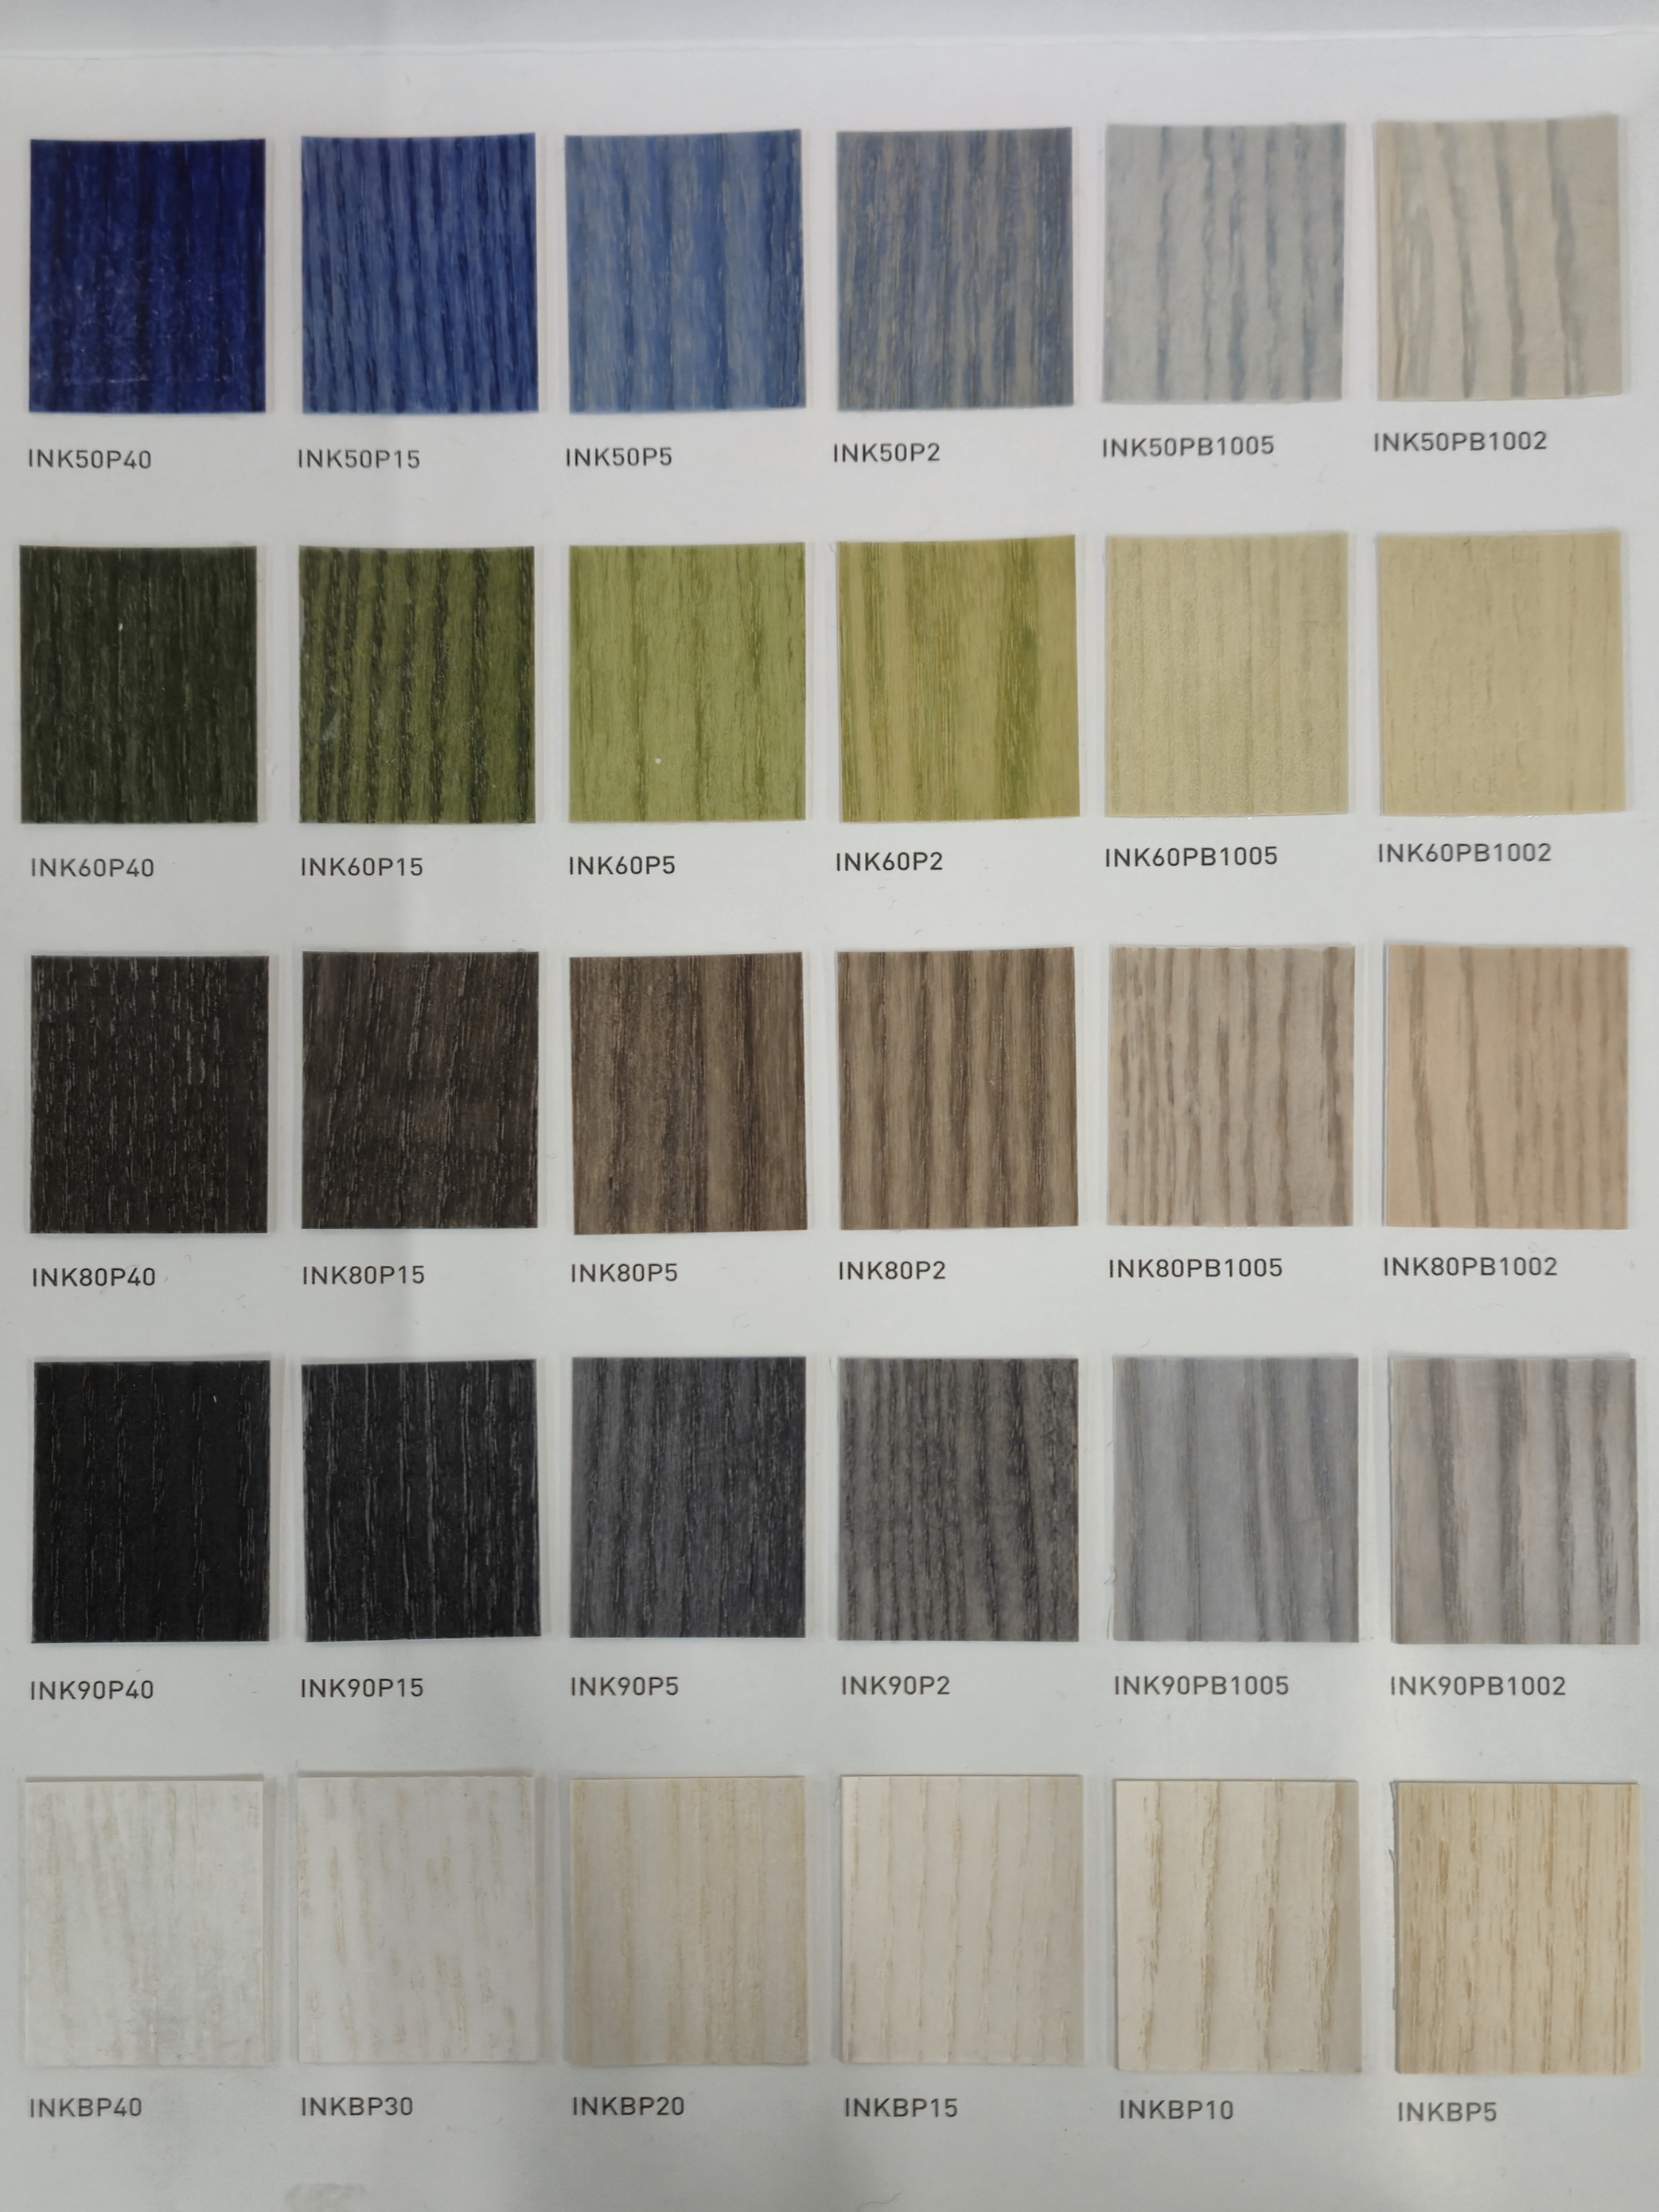 INK50P40 INK50P15 INK50P5 INK50P2 INK50PB1005 INK50PB1002
INK60P40 INK60P15 INK60P5 INK60P2 INK60PB1005 INK60PB1002
INK80P40 INK80P15 INK80P5 INK80P2 INK80PB1005 INK80PB1002
INK90P40 INK90P15 INK90P5 INK90P2 INK90PB1005 INK90PB1002
INKBP40 INKBP30 INKBP20 INKBP15 INKBP10 INKBP5